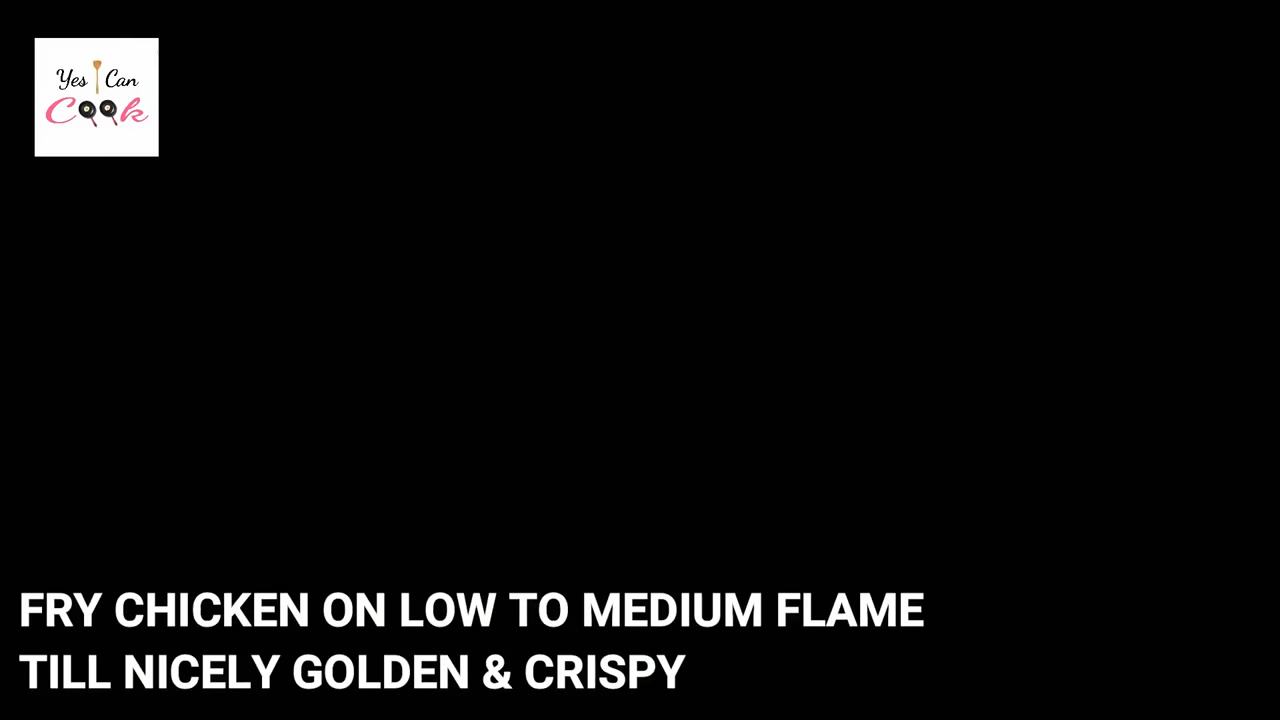 Yes Can
Cook
FRY CHICKEN ON LOW TO MEDIUM FLAME
TILL NICELY GOLDEN & CRISPY